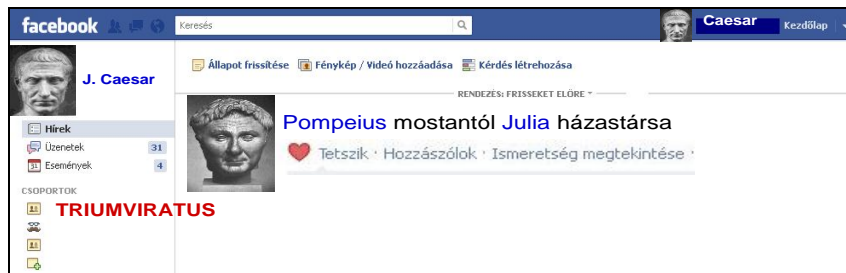 facebook Keresés Caesar Kezdőlap
J. Caesar
Állapot frissítése Fénykép / Videó hozzáadása Kérdés létrehozása
RENDEZÉS: FRISSEKET ELŐRE
Pompeius mostantól Julia házastársa
Tetszik · Hozzászólok · Ismeretség megtekintése ·
Hírek
Üzenetek 31
Események 4
CSOPORTOK
TRIUMVIRATUS